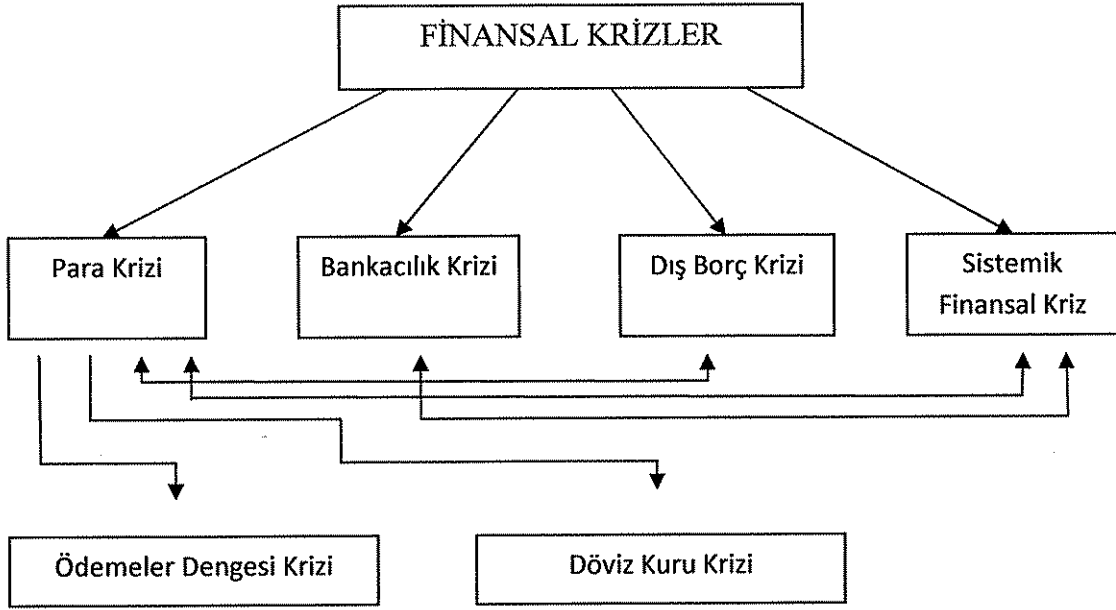 FİNANSAL KRİZLER
Para Krizi
Bankacılık Krizi
Dış Borç Krizi
Sistemik
Finansal Kriz
Ödemeler Dengesi Krizi
Döviz Kuru Krizi